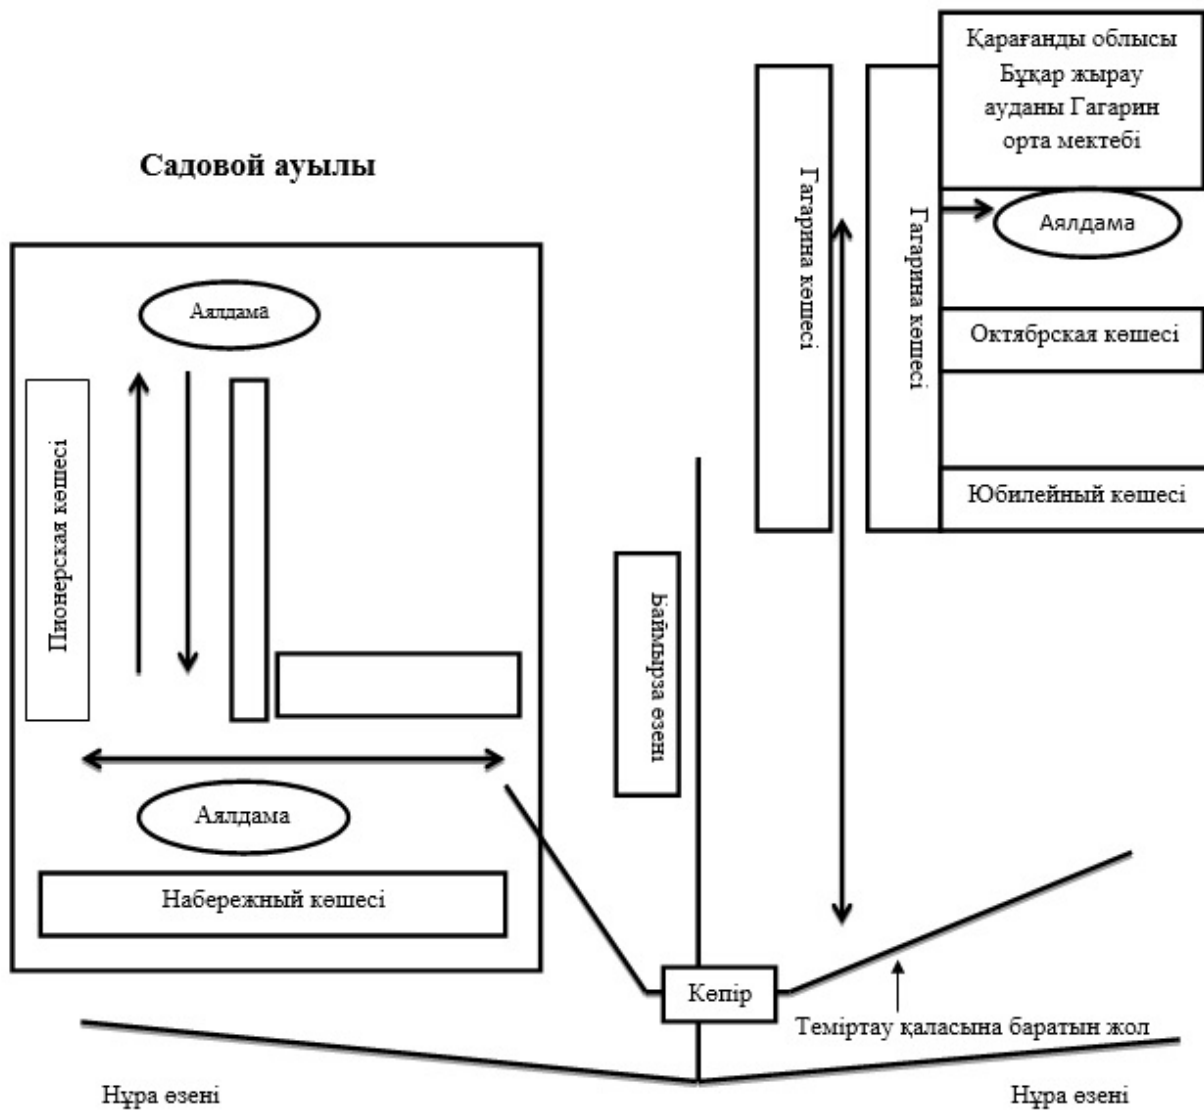 Қарағанды облысы
Бұқар жырау
ауданы Гагарин
орта мектебі
Садовой ауылы
Гагарина көшесі
Гагарина көшесі
Аялдама
Аялдама
Октябрская көшесі
Пионерская көшесі
Юбилейный көшесі
Баймырза өзені
Аялдама
Набережный көшесі
Көпір
Теміртау қаласына баратын жол
Нұра өзені
Нұра өзені